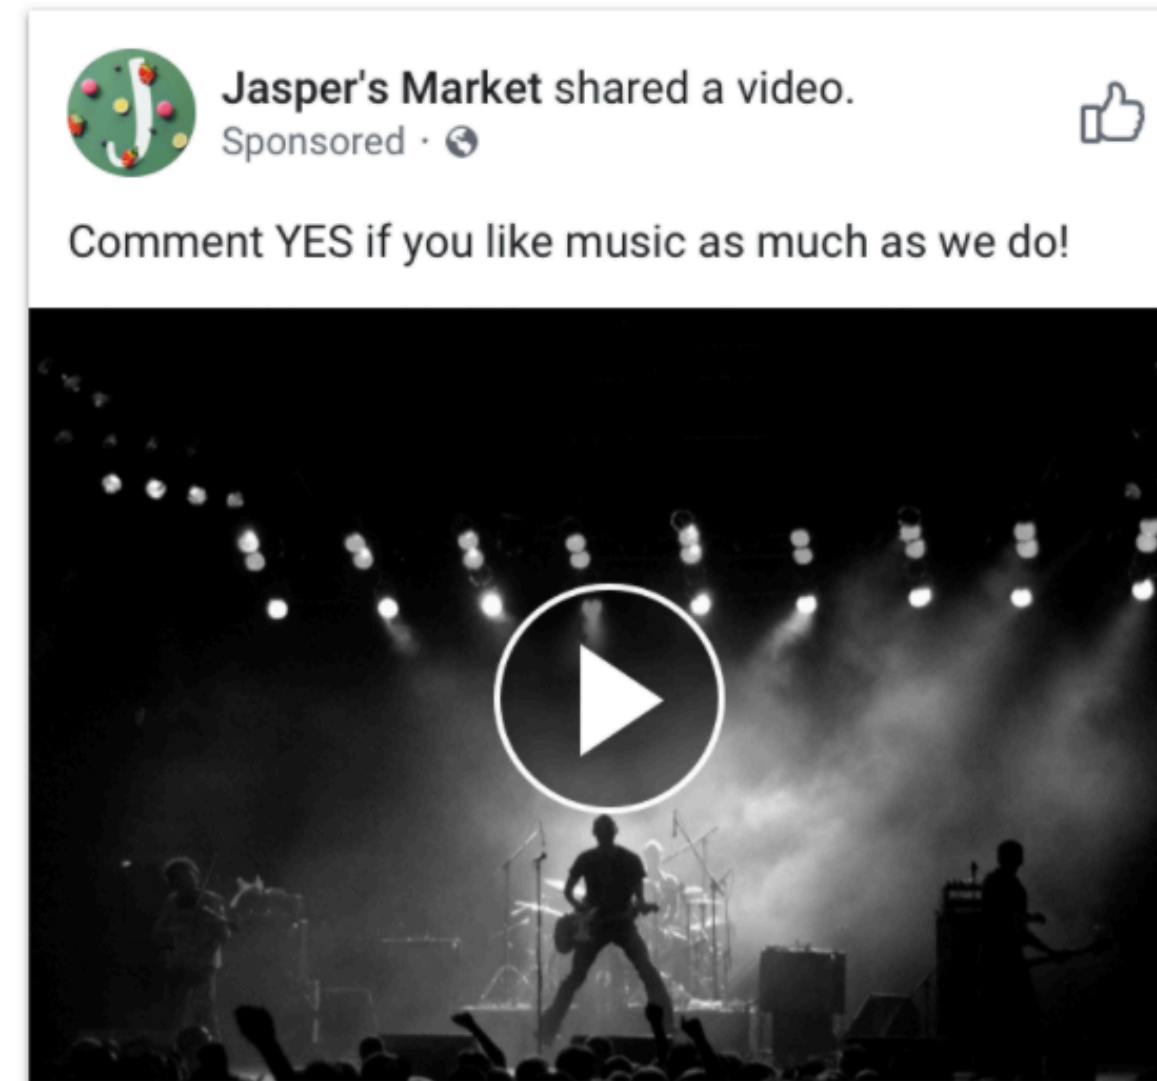 Jasper's Market shared a video.
Sponsored ·
Comment YES if you like music as much as we do!